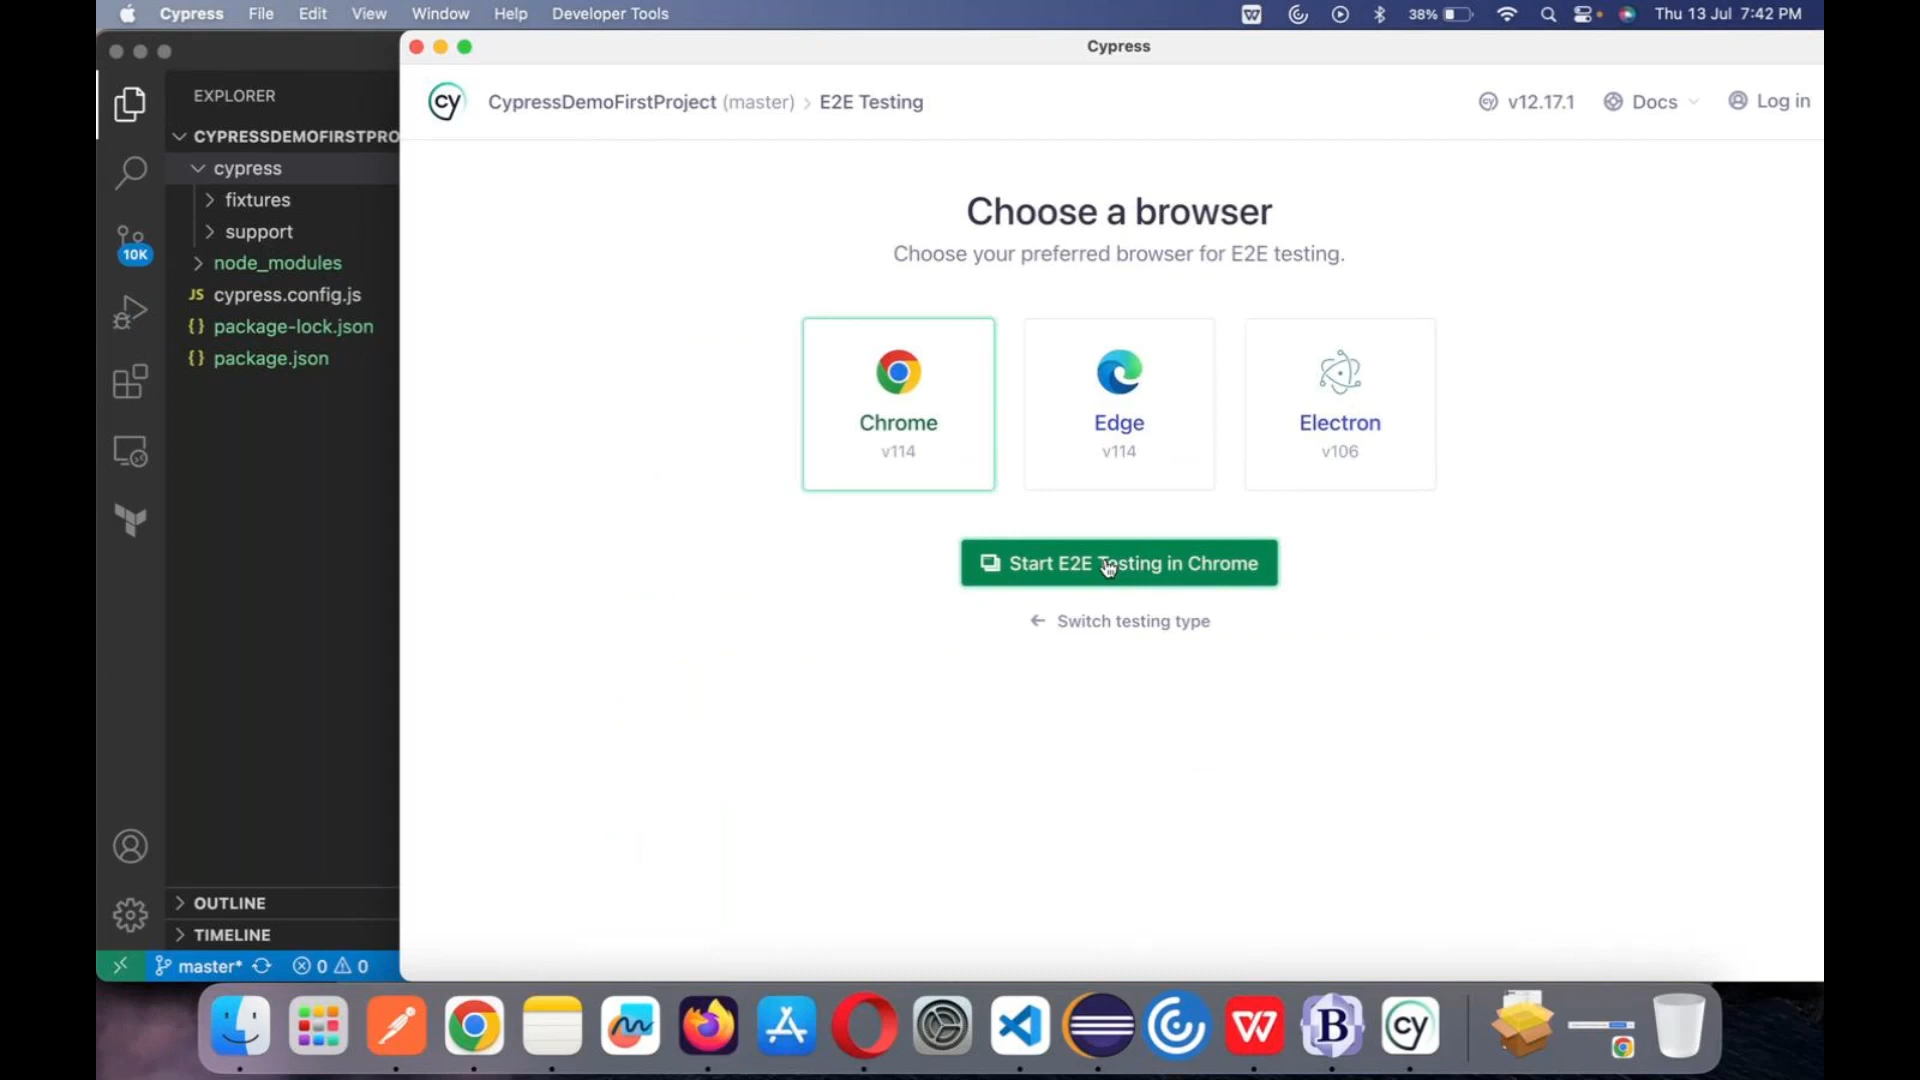 Cypress File Edit View Window Help Developer Tools 38% Thu 13 Jul 7:42 PM
Cypress
EXPLORER
CYPRESSDEMOFIRSTPRO
cypress
fixtures
support
node_modules
JS cypress.config.js
{} package-lock.json
{} package.json
10K
OUTLINE
TIMELINE
master* 0 0
cy CypressDemoFirstProject (master) > E2E Testing v12.17.1 Docs Log in
Choose a browser
Choose your preferred browser for E2E testing.
Chrome
v114
Edge
v114
Electron
v106
Start E2E Testing in Chrome
← Switch testing type
W B cy